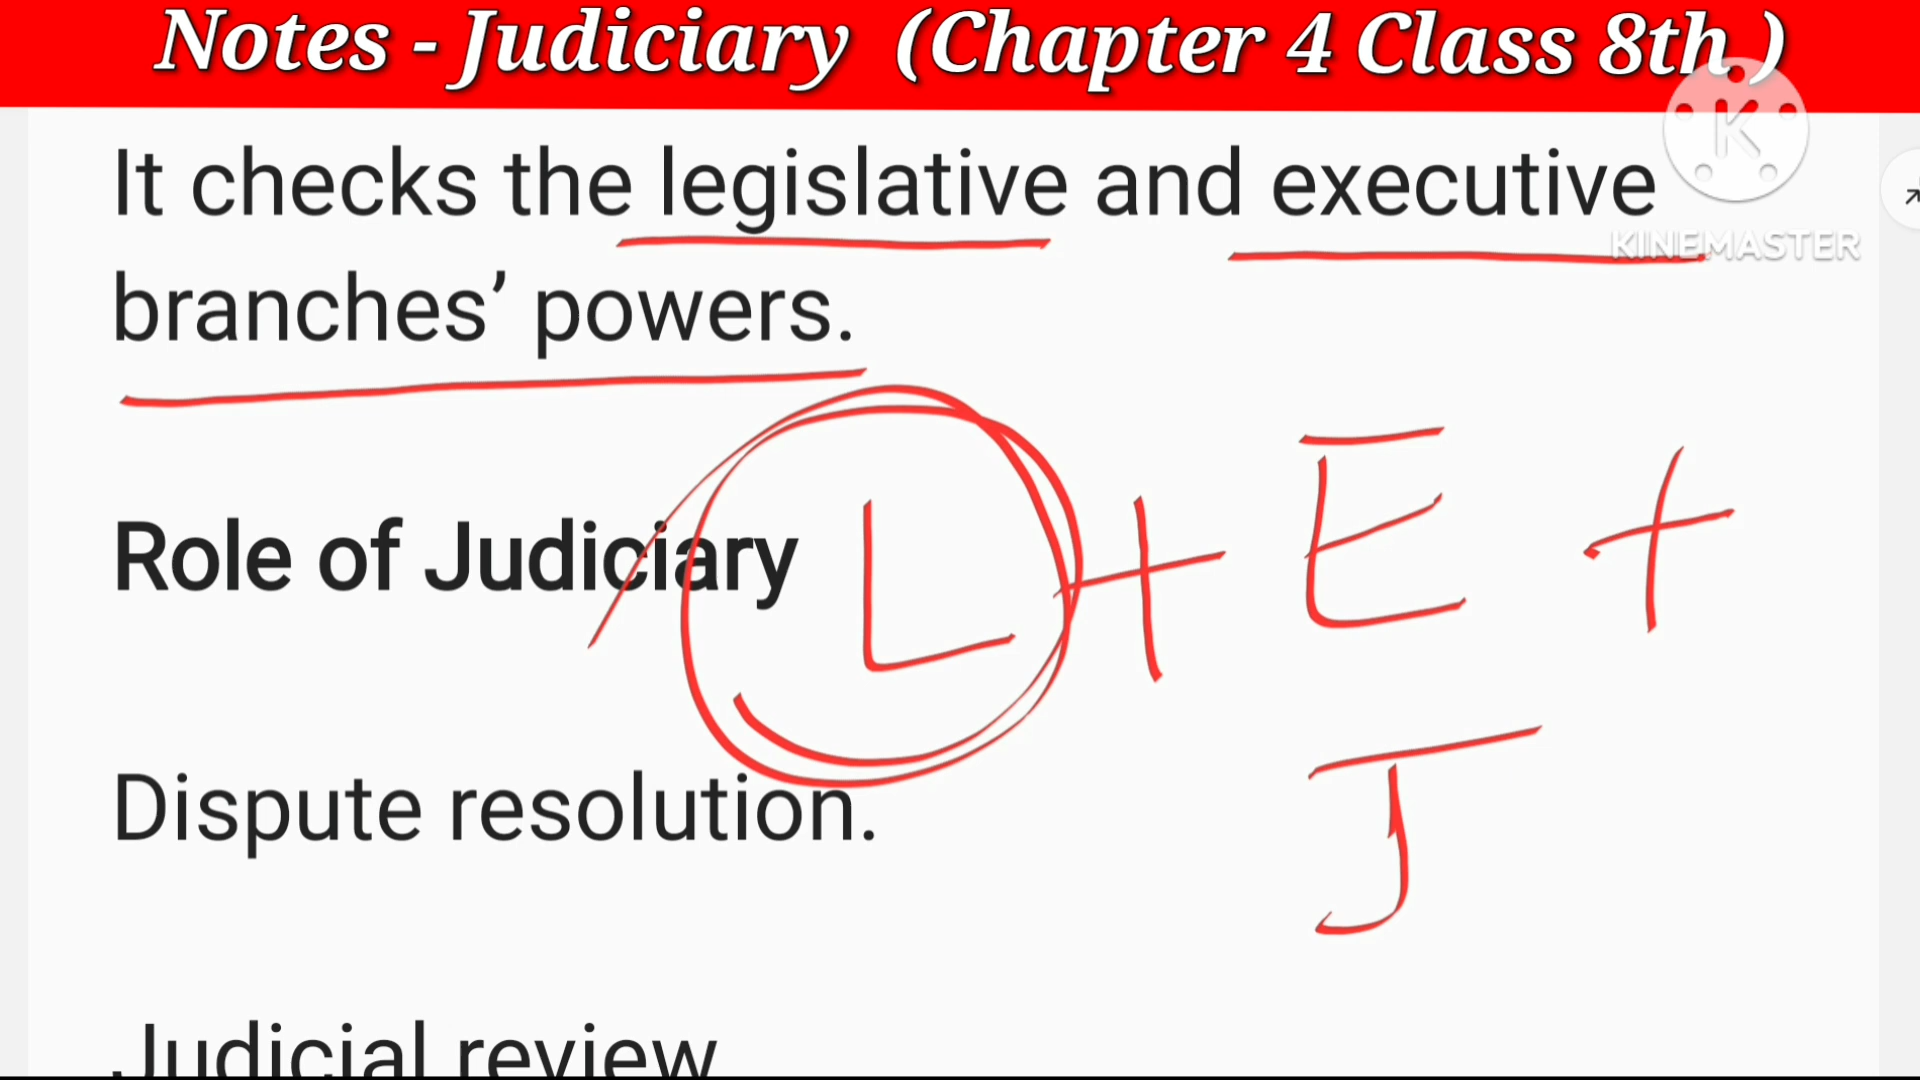 Notes - Judiciary (Chapter 4 Class 8th )
K
KINEMASTER
It checks the legislative and executive
branches’ powers.
L + E +
J
Role of Judiciary
Dispute resolution.
Judicial review